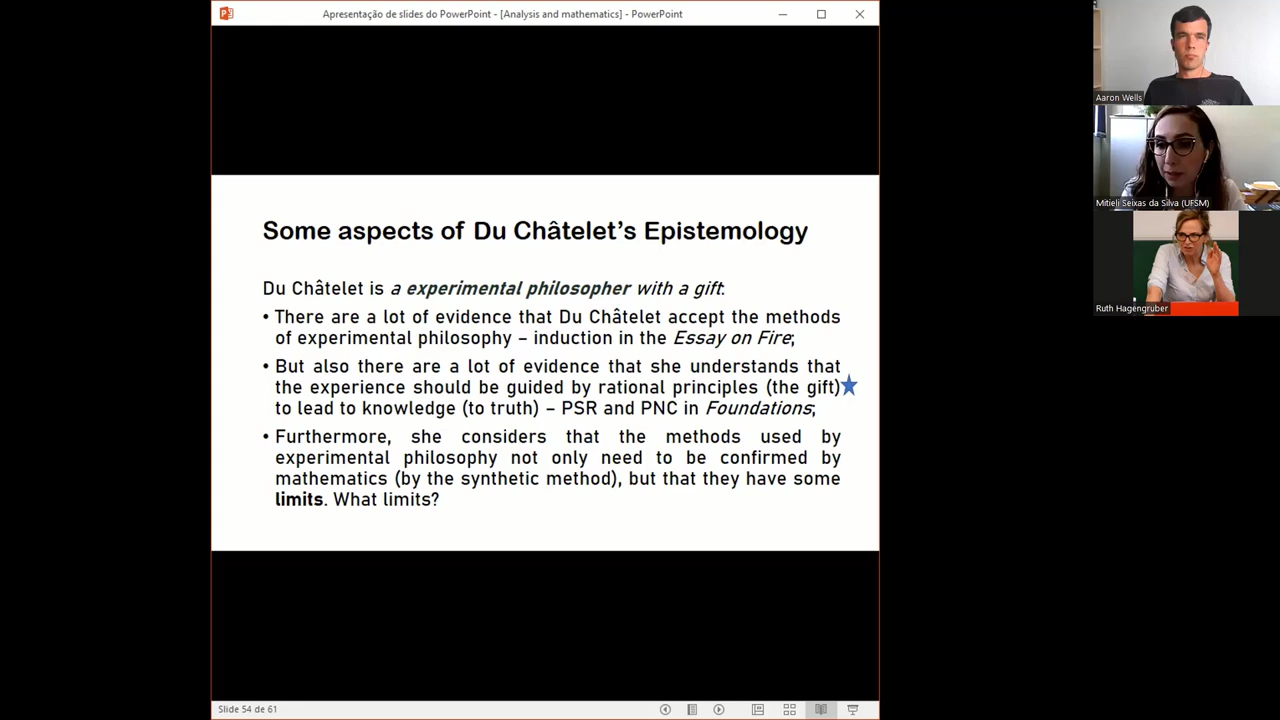 Apresentação de slides do PowerPoint - [Analysis and mathematics] - PowerPoint
Some aspects of Du Châtelet's Epistemology
Du Châtelet is a experimental philosopher with a gift:
• There are a lot of evidence that Du Châtelet accept the methods
of experimental philosophy – induction in the Essay on Fire;
• But also there are a lot of evidence that she understands that
the experience should be guided by rational principles (the gift)
to lead to knowledge (to truth) – PSR and PNC in Foundations;
• Furthermore, she considers that the methods used by
experimental philosophy not only need to be confirmed by
mathematics (by the synthetic method), but that they have some
limits. What limits?
Slide 54 de 61
Aaron Wells
Mitieli Seixas da Silva (UFSM)
Ruth Hagengruber